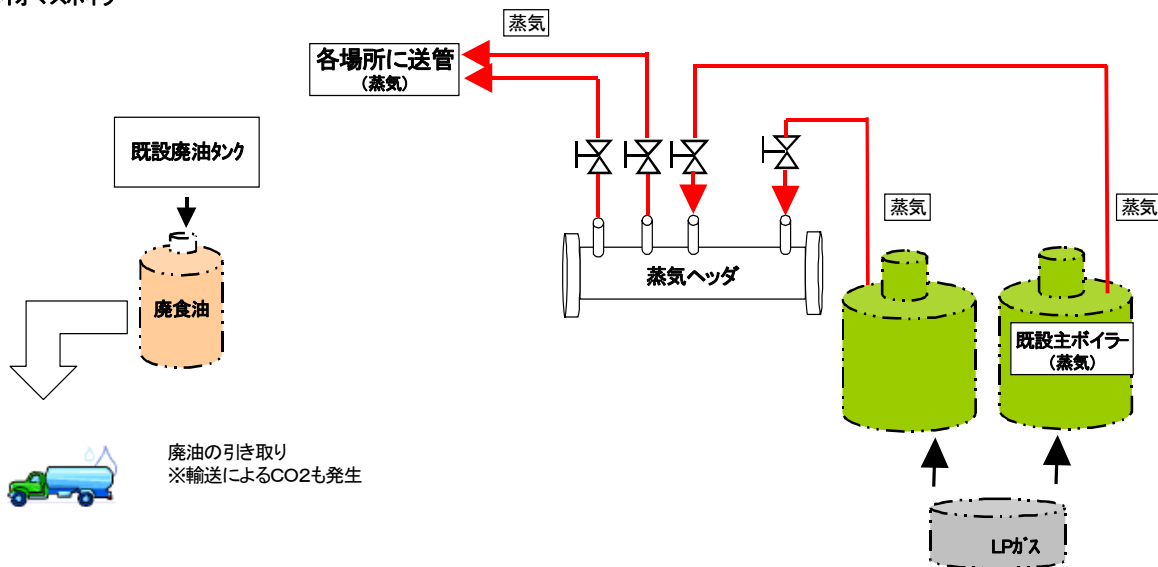 蒸気
各場所に送管
(蒸気)
既設廃油タンク
蒸気
蒸気
蒸気ヘッダ
廃食油
既設主ボイラー
(蒸気)
廃油の引き取り
※輸送によるCO2も発生
LPガス